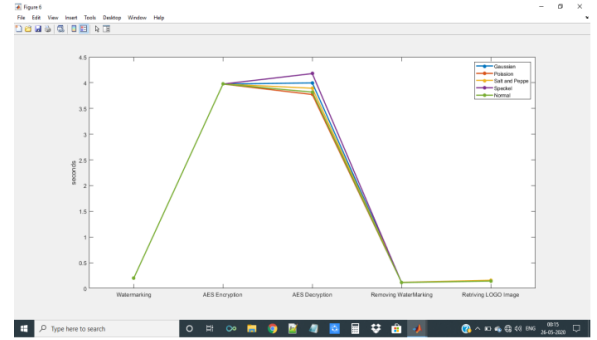 Figure 6
File Edit View Insert Tools Desktop Window Help
4.5
4
3.5
3
2.5
2
1.5
1
0.5
0
seconds
Gaussian
Poission
Salt and Peppe
Speckel
Normal
Watermarking AES Encryption AES Decryption Removing WaterMarking Retriving LOGO Image
Type here to search
ENG
08:15
26-05-2020